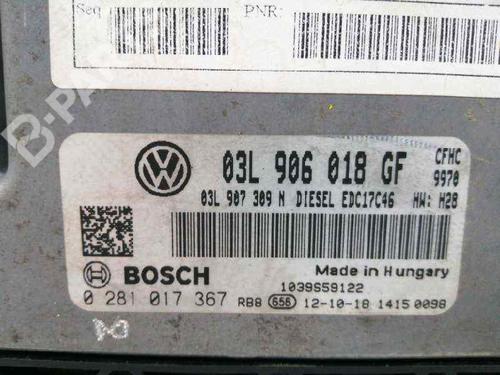 Seq
PNR:
B-PARTS
03L 906 018 GF CFHC
03L 907 309 N DIESEL EDC17C46 9970
HW: H28
BOSCH
Made in Hungary
1039S59122
0 281 017 367 RB8 656 12-10-18 1415 0098